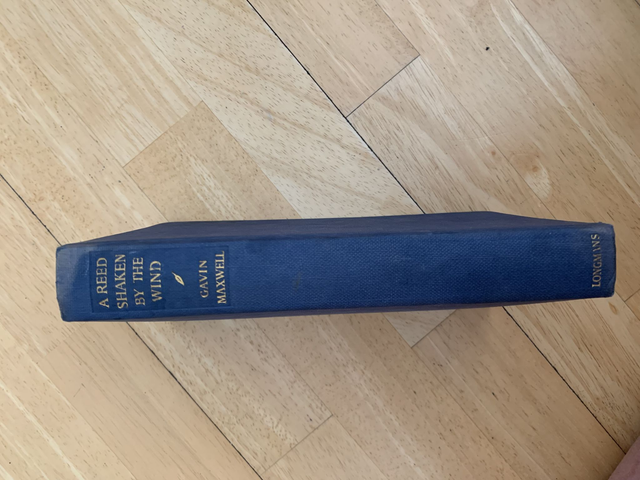 A REED
SHAKEN
BY THE
WIND
GAVIN
MAXWELL
LONGMANS